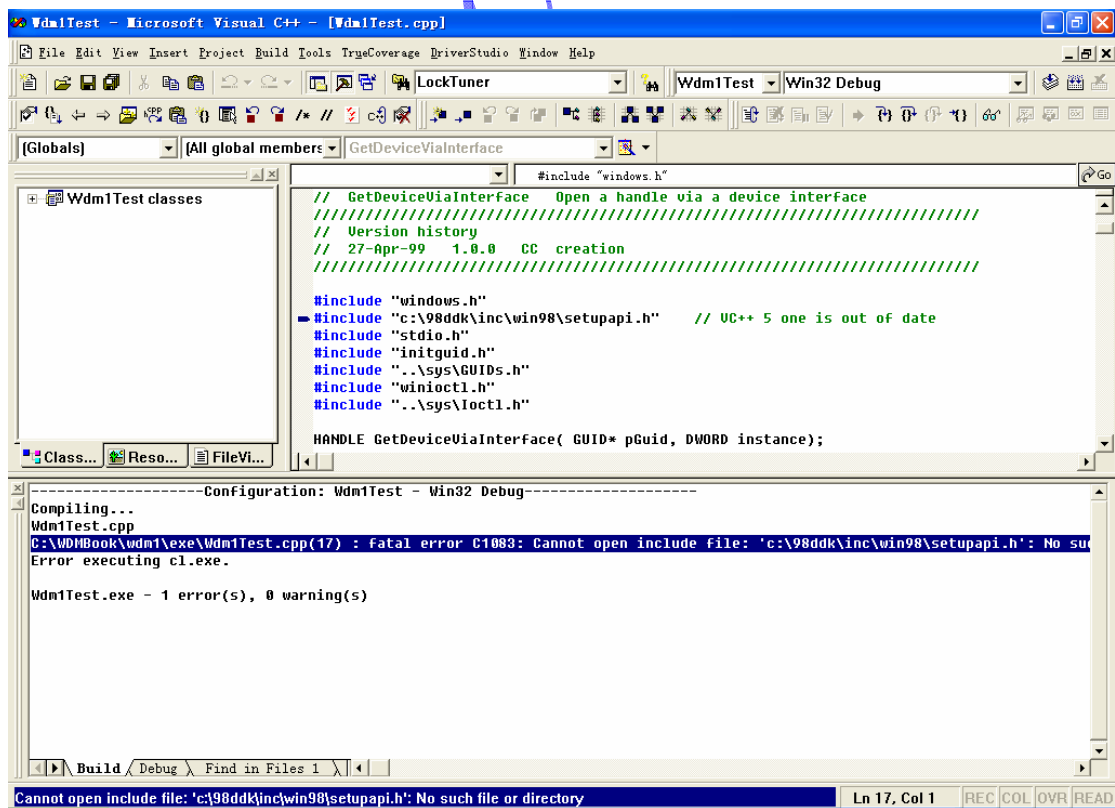 Wdm1Test - Microsoft Visual C++ - [Wdm1Test.cpp]
File Edit View Insert Project Build Tools TrueCoverage DriverStudio Window Help
LockTuner Wdm1Test Win32 Debug
(Globals) (All global members GetDeviceViaInterface
#include "windows.h" Go
Wdm1Test classes
// GetDeviceViaInterface Open a handle via a device interface
//////////////////////////////////////////////////////////////////////////////
// Version history
// 27-Apr-99 1.0.0 CC creation
//////////////////////////////////////////////////////////////////////////////
#include "windows.h"
#include "c:\98ddk\inc\win98\setupapi.h" // VC++ 5 one is out of date
#include "stdio.h"
#include "initguid.h"
#include "..\sys\GUIDs.h"
#include "winioctl.h"
#include "..\sys\Ioctl.h"
HANDLE GetDeviceViaInterface( GUID* pGuid, DWORD instance);
Class... Reso... FileVi...
--------------------Configuration: Wdm1Test - Win32 Debug--------------------
Compiling...
Wdm1Test.cpp
C:\WDMBook\wdm1\exe\Wdm1Test.cpp(17) : fatal error C1083: Cannot open include file: 'c:\98ddk\inc\win98\setupapi.h': No suc
Error executing cl.exe.
Wdm1Test.exe - 1 error(s), 0 warning(s)
Build Debug Find in Files 1
Cannot open include file: 'c:\98ddk\inc\win98\setupapi.h': No such file or directory Ln 17, Col 1 REC COL OVR READ